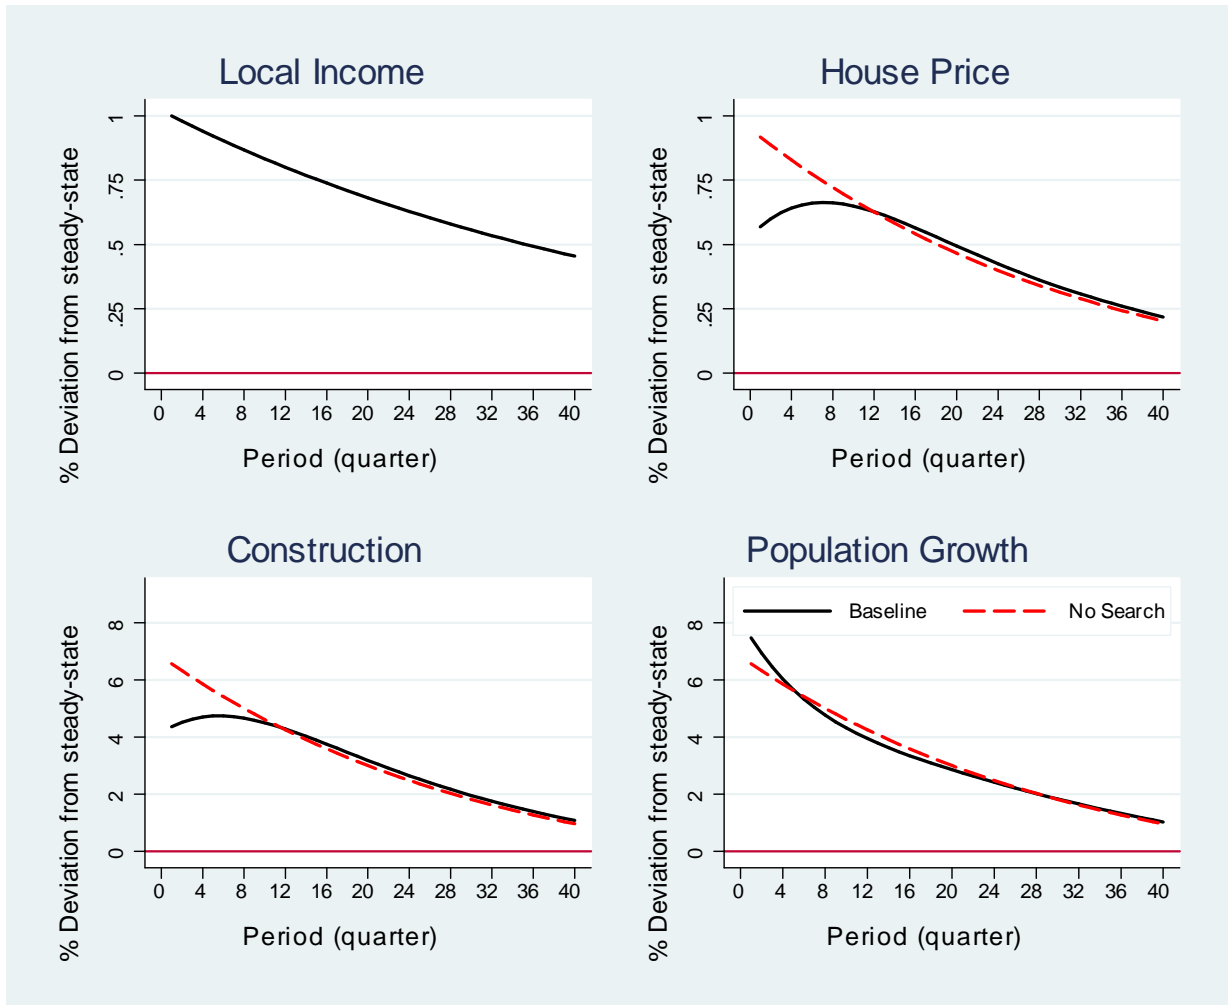 Local Income
% Deviation from steady-state
1
.75
.5
.25
0
0 4 8 12 16 20 24 28 32 36 40
Period (quarter)
House Price
% Deviation from steady-state
1
.75
.5
.25
0
0 4 8 12 16 20 24 28 32 36 40
Period (quarter)
Construction
% Deviation from steady-state
8
6
4
2
0
0 4 8 12 16 20 24 28 32 36 40
Period (quarter)
Population Growth
Baseline No Search
% Deviation from steady-state
8
6
4
2
0
0 4 8 12 16 20 24 28 32 36 40
Period (quarter)